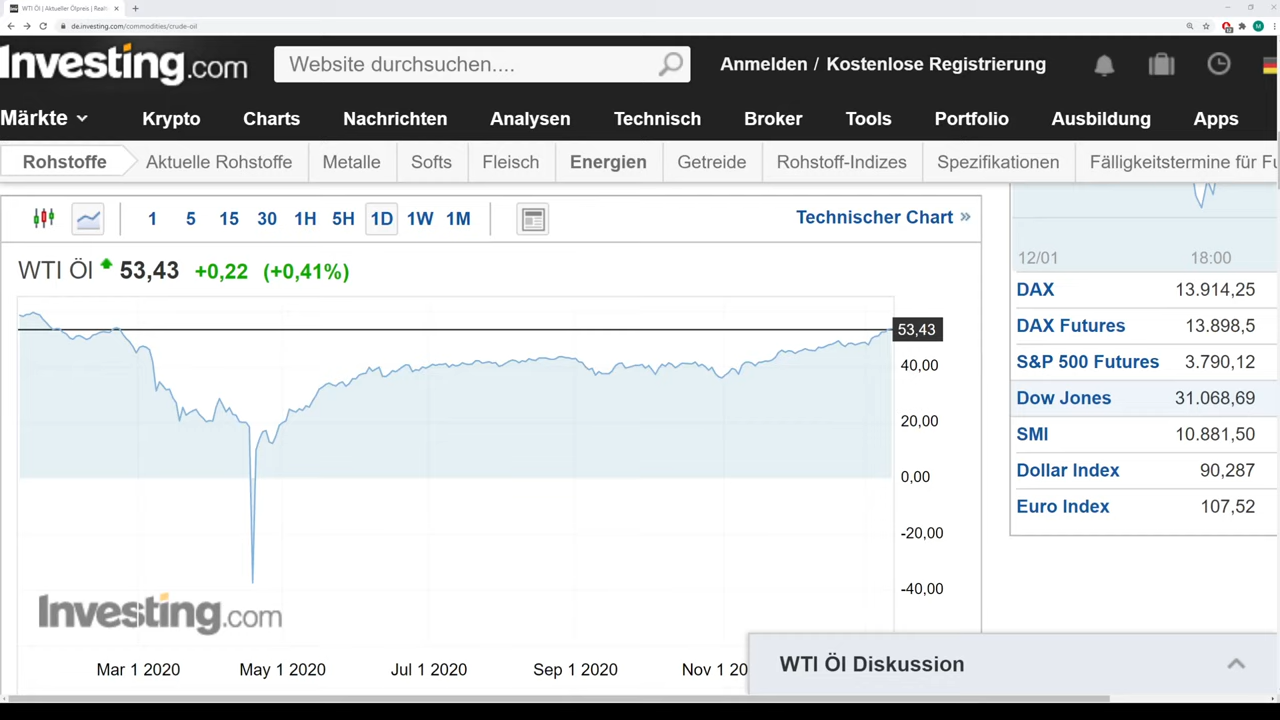 WTI Öl | Aktueller Ölpreis | Realt
de.investing.com/commodities/crude-oil
Investing.com
Website durchsuchen....
Anmelden / Kostenlose Registrierung
Märkte
Krypto
Charts
Nachrichten
Analysen
Technisch
Broker
Tools
Portfolio
Ausbildung
Apps
Rohstoffe
Aktuelle Rohstoffe
Metalle
Softs
Fleisch
Energien
Getreide
Rohstoff-Indizes
Spezifikationen
Fälligkeitstermine für Fu
1 5 15 30 1H 5H 1D 1W 1M
Technischer Chart »
WTI Öl 53,43 +0,22 (+0,41%)
53,43
40,00
20,00
0,00
-20,00
-40,00
Investing.com
Mar 1 2020
May 1 2020
Jul 1 2020
Sep 1 2020
Nov 1 20
12/01 18:00
DAX 13.914,25
DAX Futures 13.898,5
S&P 500 Futures 3.790,12
Dow Jones 31.068,69
SMI 10.881,50
Dollar Index 90,287
Euro Index 107,52
WTI Öl Diskussion